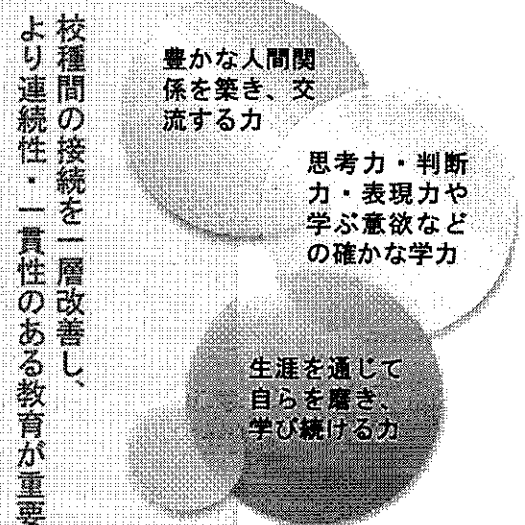 校種間の接続を一層改善し、
より連続性・一貫性のある教育が重要
豊かな人間関
係を築き、交
流する力
思考力・判断
力・表現力や
学ぶ意欲など
の確かな学力
生涯を通じて
自らを磨き、
学び続ける力